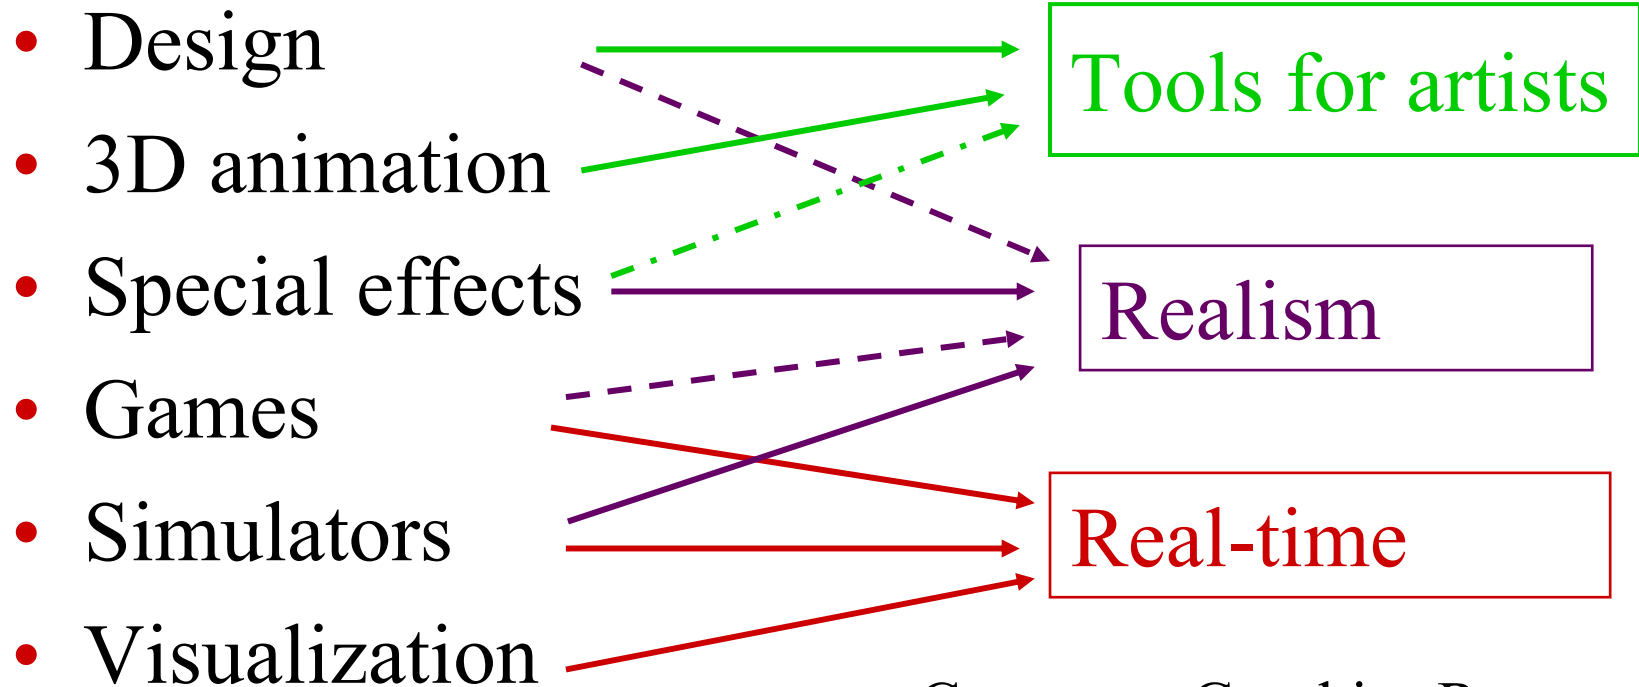 • Design
Tools for artists
• 3D animation
• Special effects
Realism
• Games
• Simulators
Real-time
• Visualization